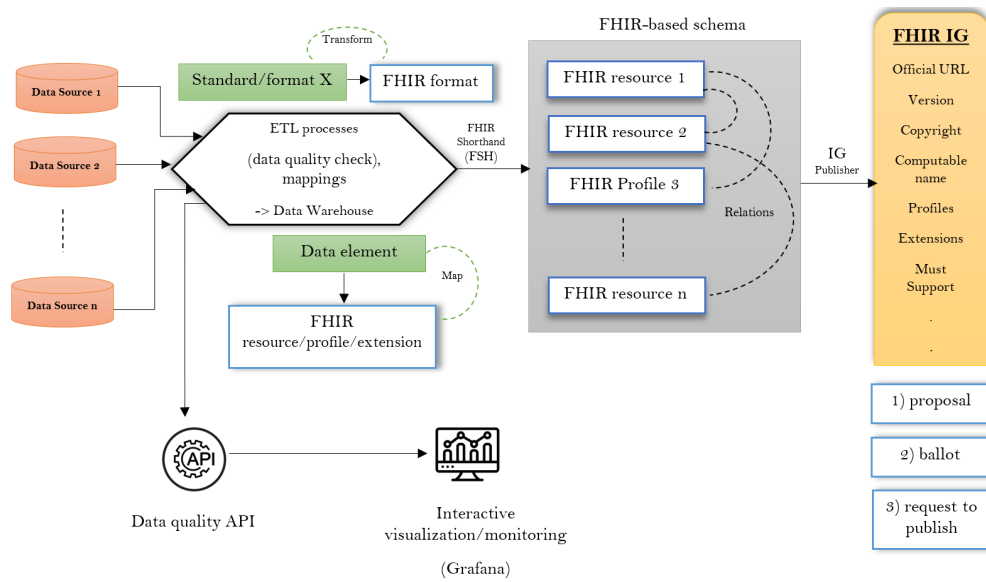 FHIR-based schema
FHIR IG
Official URL
Version
Copyright
Computable
name
Profiles
Extensions
Must
Support
.
.
Transform
Standard/format X
FHIR format
Data Source 1
Data Source 2
Data Source n
ETL processes
(data quality check),
mappings
-> Data Warehouse
FHIR
Shorthand
(FSH)
FHIR resource 1
FHIR resource 2
FHIR Profile 3
FHIR resource n
Relations
IG
Publisher
Data element
Map
FHIR
resource/profile/extension
1) proposal
2) ballot
3) request to
publish
API
Data quality API
Interactive
visualization/monitoring
(Grafana)